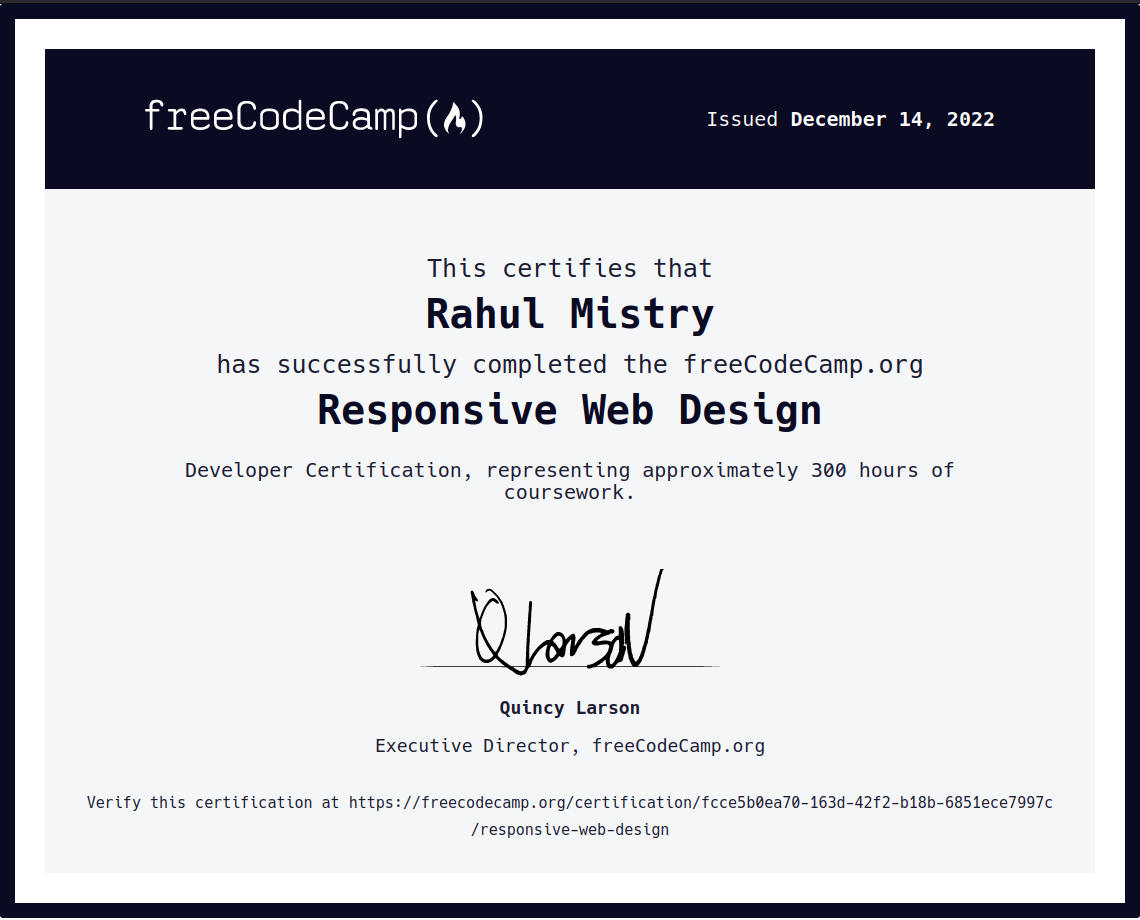 freeCodeCamp
Issued December 14, 2022
This certifies that
Rahul Mistry
has successfully completed the freeCodeCamp.org
Responsive Web Design
Developer Certification, representing approximately 300 hours of
coursework.
Q Larson
Quincy Larson
Executive Director, freeCodeCamp.org
Verify this certification at https://freecodecamp.org/certification/fcce5b0ea70-163d-42f2-b18b-6851ece7997c
/responsive-web-design